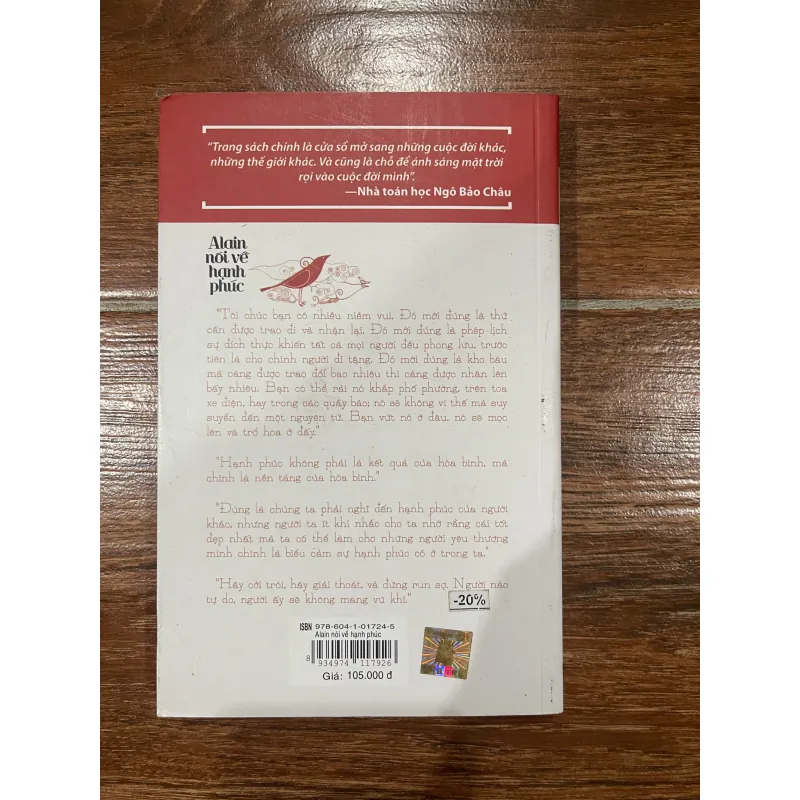 "Trang sách chính là cửa sổ mở sang những cuộc đời khác,
những thế giới khác. Và cũng là chỗ để ánh sáng mặt trời
rọi vào cuộc đời mình".
—Nhà toán học Ngô Bảo Châu
Alain
nói về
hạnh
phúc
"Tôi chúc bạn có nhiều niềm vui. Đó mới đúng là thứ
cần được trao đi và nhận lại. Đó mới đúng là phép lịch
sự đích thực khiến tất cả mọi người đều phong lưu, trước
tiên là cho chính người đi tặng. Đó mới đúng là kho báu
mà càng được trao đổi bao nhiêu thì càng được nhân lên
bấy nhiêu. Bạn có thể rải nó khắp phố phường, trên toa
xe điện, hay trong các quầy báo; nó sẽ không vì thế mà suy
suyển đến một nguyên tử. Bạn vứt nó ở đâu, nó sẽ mọc
lên và trổ hoa ở đấy."
"Hạnh phúc không phải là kết quả của hòa bình, mà
chính là nền tảng của hòa bình."
"Đúng là chúng ta phải nghĩ đến hạnh phúc của người
khác, nhưng người ta ít khi nhắc cho ta nhớ rằng cái tốt
đẹp nhất mà ta có thể làm cho những người yêu thương
mình chính là biểu cảm sự hạnh phúc có ở trong ta."
"Hãy cởi trói, hãy giải thoát, và đừng run sợ. Người nào
tự do, người ấy sẽ không mang vũ khí."
-20%
ISBN 978-604-1-01724-5
Alain nói về hạnh phúc
8 934974 117926
Giá: 105.000 đ